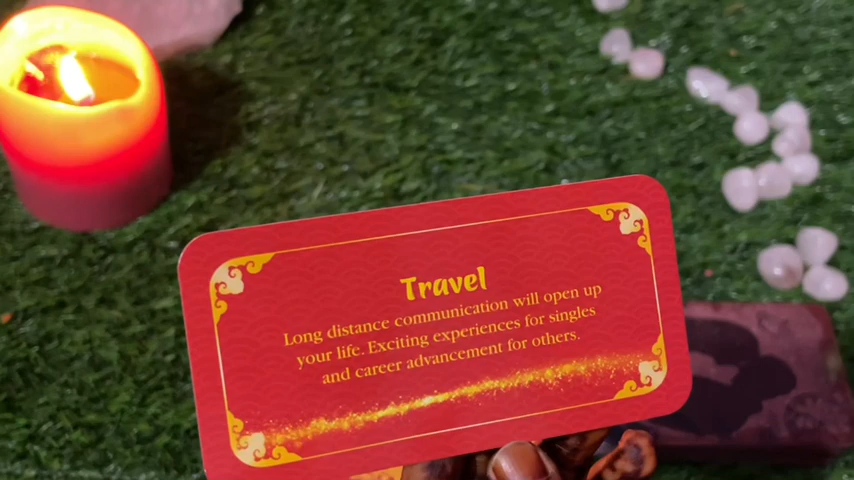 Travel
Long distance communication will open up
your life. Exciting experiences for singles
and career advancement for others.